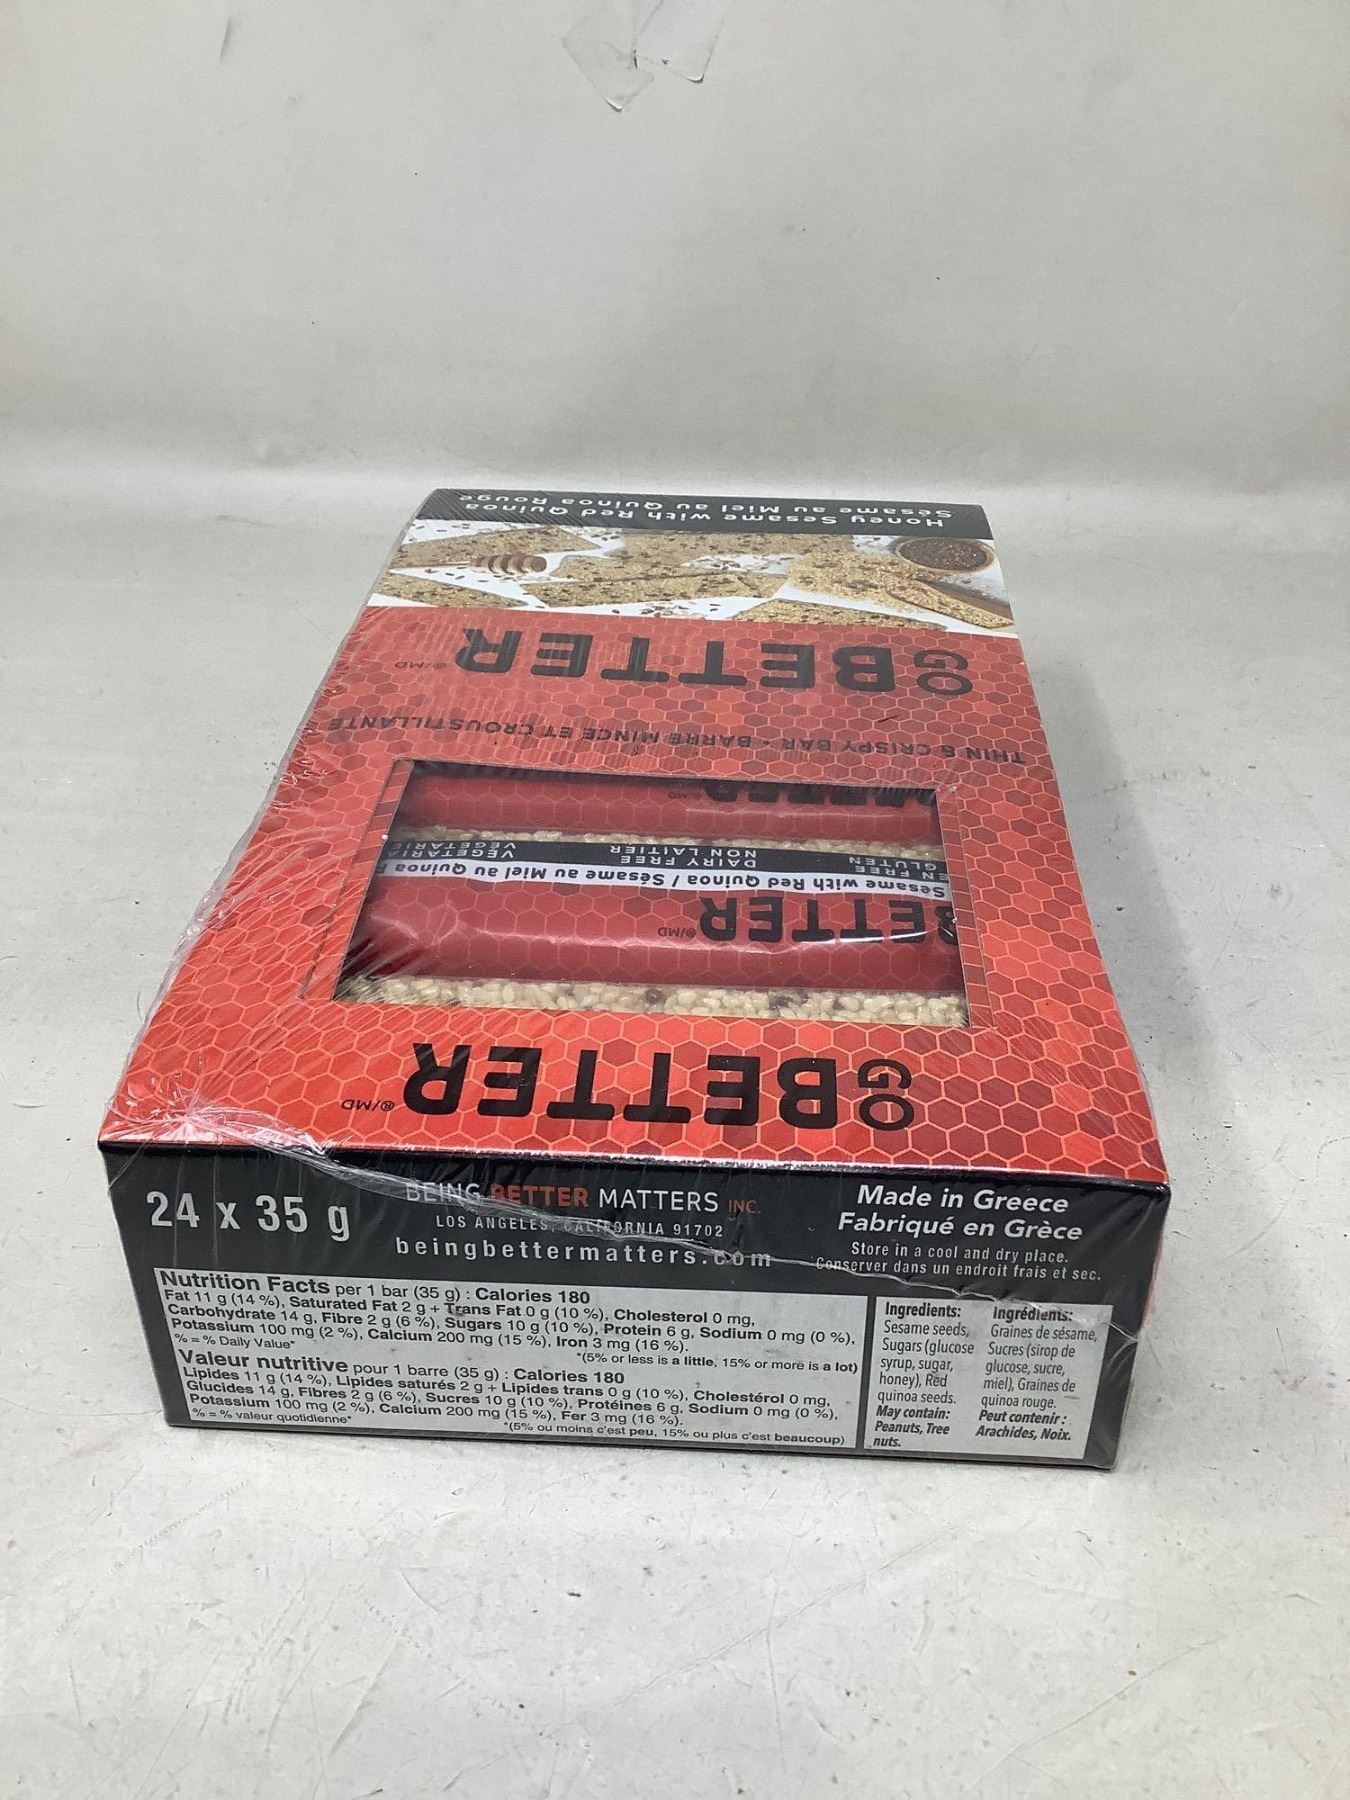 Honey Sesame with Red Quinoa
Sésame au Miel au Quinoa Rouge
GO BETTER ®/MD
THIN & CRISPY BAR • BARRE MINCE ET CROUSTILLANTE
®/MD
BETTER ®/MD
Sesame with Red Quinoa / Sésame au Miel au Quinoa
EN FREE DAIRY FREE
GLUTEN NON LAITIER
GO BETTER ®/MD
24 x 35 g
BEING BETTER MATTERS INC.
LOS ANGELES, CALIFORNIA 91702
beingbettermatters.com
Made in Greece
Fabriqué en Grèce
Store in a cool and dry place.
Conserver dans un endroit frais et sec.
Nutrition Facts per 1 bar (35 g) : Calories 180
Fat 11 g (14 %), Saturated Fat 2 g + Trans Fat 0 g (10 %), Cholesterol 0 mg,
Carbohydrate 14 g, Fibre 2 g (6 %), Sugars 10 g (10 %), Protein 6 g, Sodium 0 mg (0 %),
Potassium 100 mg (2 %), Calcium 200 mg (15 %), Iron 3 mg (16 %).
% = % Daily Value*
*(5% or less is a little, 15% or more is a lot)
Valeur nutritive pour 1 barre (35 g) : Calories 180
Lipides 11 g (14 %), Lipides saturés 2 g + Lipides trans 0 g (10 %), Cholestérol 0 mg,
Glucides 14 g, Fibres 2 g (6 %), Sucres 10 g (10 %), Protéines 6 g, Sodium 0 mg (0 %),
Potassium 100 mg (2 %), Calcium 200 mg (15 %), Fer 3 mg (16 %).
% = % valeur quotidienne*
*(5% ou moins c'est peu, 15% ou plus c'est beaucoup)
Ingredients:
Sesame seeds,
Sugars (glucose
syrup, sugar,
honey), Red
quinoa seeds.
May contain:
Peanuts, Tree
nuts.
Ingrédients:
Graines de sésame,
Sucres (sirop de
glucose, sucre,
miel), Graines de
quinoa rouge.
Peut contenir :
Arachides, Noix.